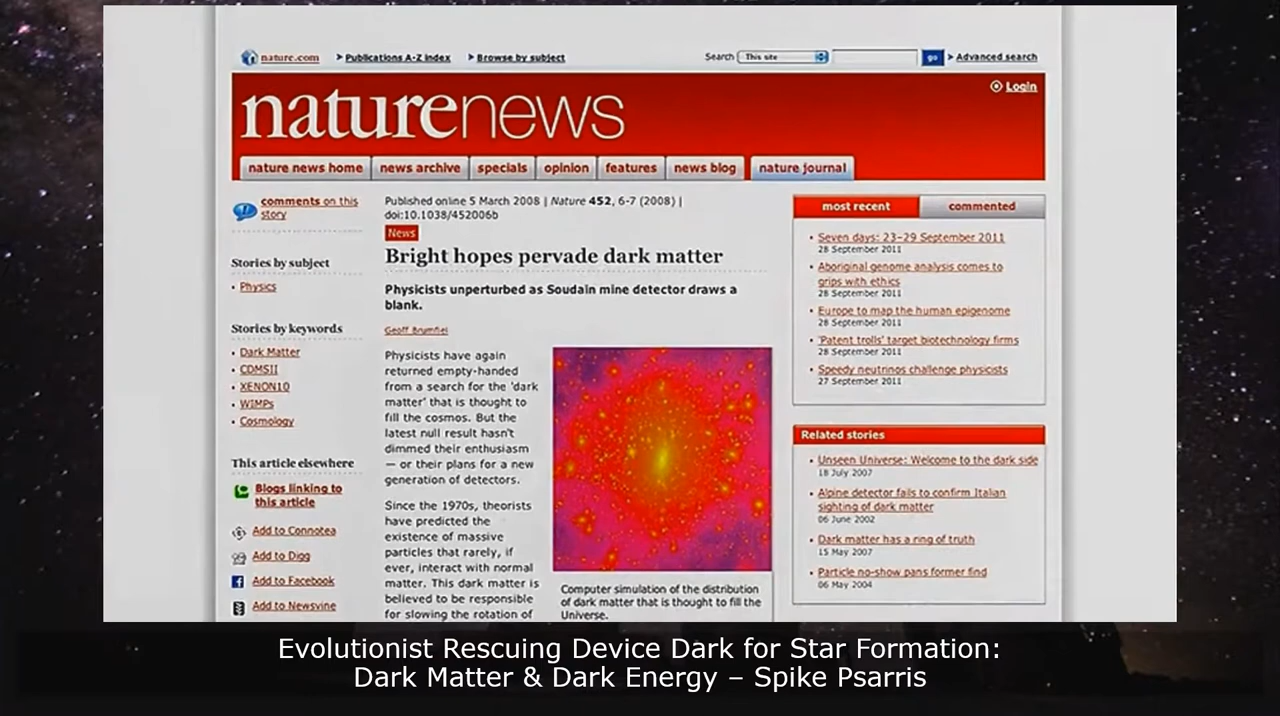 nature.com
Publications A-Z index
Browse by subject
Search
This site
go
Advanced search
Login
naturenews
nature news home
news archive
specials
opinion
features
news blog
nature journal
comments on this
story
Stories by subject
Physics
Stories by keywords
Dark Matter
CDMSII
XENON10
WIMPs
Cosmology
This article elsewhere
Blogs linking to
this article
Add to Connotea
Add to Digg
Add to Facebook
Add to Newsvine
Published online 5 March 2008 | Nature 452, 6-7 (2008) |
doi:10.1038/452006b
News
Bright hopes pervade dark matter
Physicists unperturbed as Soudain mine detector draws a
blank.
Geoff Brumfiel
Physicists have again
returned empty-handed
from a search for the 'dark
matter' that is thought to
fill the cosmos. But the
latest null result hasn't
dimmed their enthusiasm
— or their plans for a new
generation of detectors.
Since the 1970s, theorists
have predicted the
existence of massive
particles that rarely, if
ever, interact with normal
matter. This dark matter is
believed to be responsible
for slowing the rotation of
Computer simulation of the distribution
of dark matter that is thought to fill the
Universe.
most recent
commented
Seven days: 23–29 September 2011
28 September 2011
Aboriginal genome analysis comes to
grips with ethics
28 September 2011
Europe to map the human epigenome
28 September 2011
'Patent trolls' target biotechnology firms
28 September 2011
Speedy neutrinos challenge physicists
27 September 2011
Related stories
Unseen Universe: Welcome to the dark side
18 July 2007
Alpine detector fails to confirm Italian
sighting of dark matter
06 June 2002
Dark matter has a ring of truth
15 May 2007
Particle no-show pans former find
06 May 2004
Evolutionist Rescuing Device Dark for Star Formation:
Dark Matter & Dark Energy – Spike Psarris